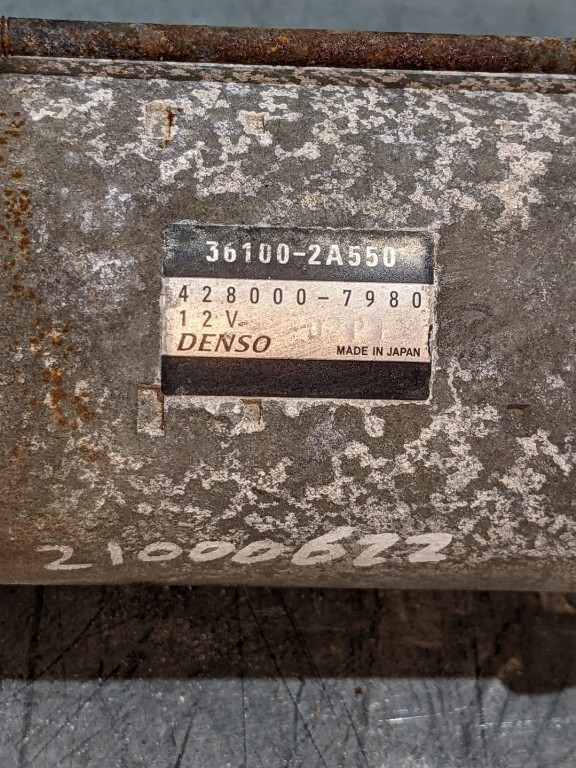 36100-2A550
428000-7980
12V
DENSO MADE IN JAPAN
21000622